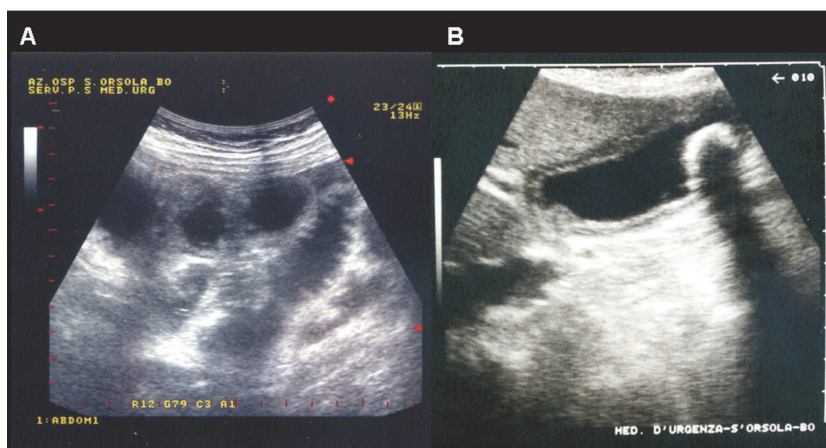 A
B
AZ.OSP S.ORSOLA BO
SERV.P.S MED.URG
23/24
13Hz
R12 G79 C3 A1
1:ABDOM1
← 010
MED. D'URGENZA-S'ORSOLA-BO